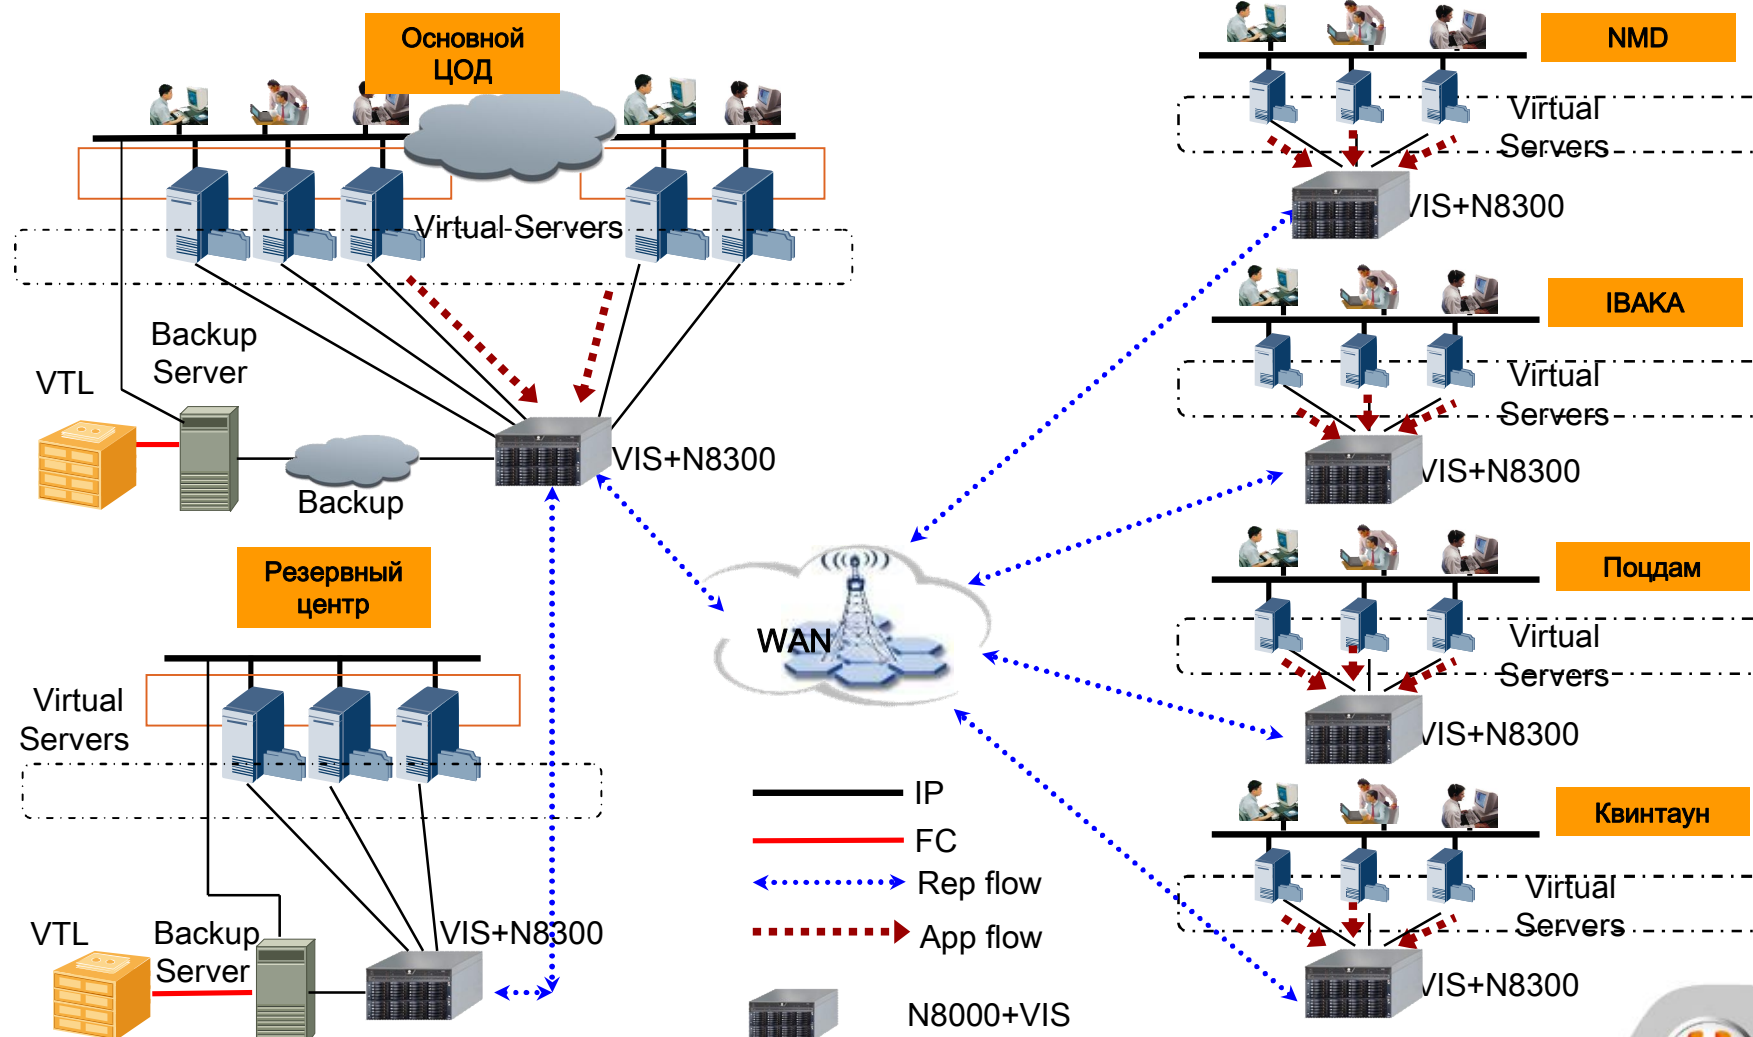 Основной
ЦОД
Virtual Servers
Backup
Server
VTL
VIS+N8300
Backup
Резервный
центр
Virtual
Servers
VTL
Backup
Server
VIS+N8300
WAN
IP
FC
Rep flow
App flow
N8000+VIS
NMD
Virtual
Servers
VIS+N8300
IBAKA
Virtual
Servers
VIS+N8300
Поцдам
Virtual
Servers
VIS+N8300
Квинтаун
Virtual
Servers
VIS+N8300